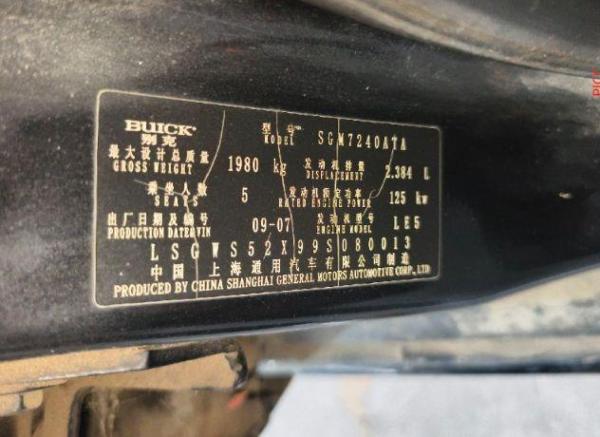 BUICK 型号 SGM7240ATA
别克 MODEL
最大设计总质量 1980 kg 发动机排量 2.384 L
GROSS WEIGHT DISPLACEMENT
乘坐人数 5 发动机额定功率 125 kw
SEATS RATED ENGINE POWER
出厂日期及编号 09-07 发动机型号 LE5
PRODUCTION DATEVIN ENGINE MODEL
LSGWS52X99S080013
中国 上海通用汽车有限公司制造
PRODUCED BY CHINA SHANGHAI GENERAL MOTORS AUTOMOTIVE CORP., LTD